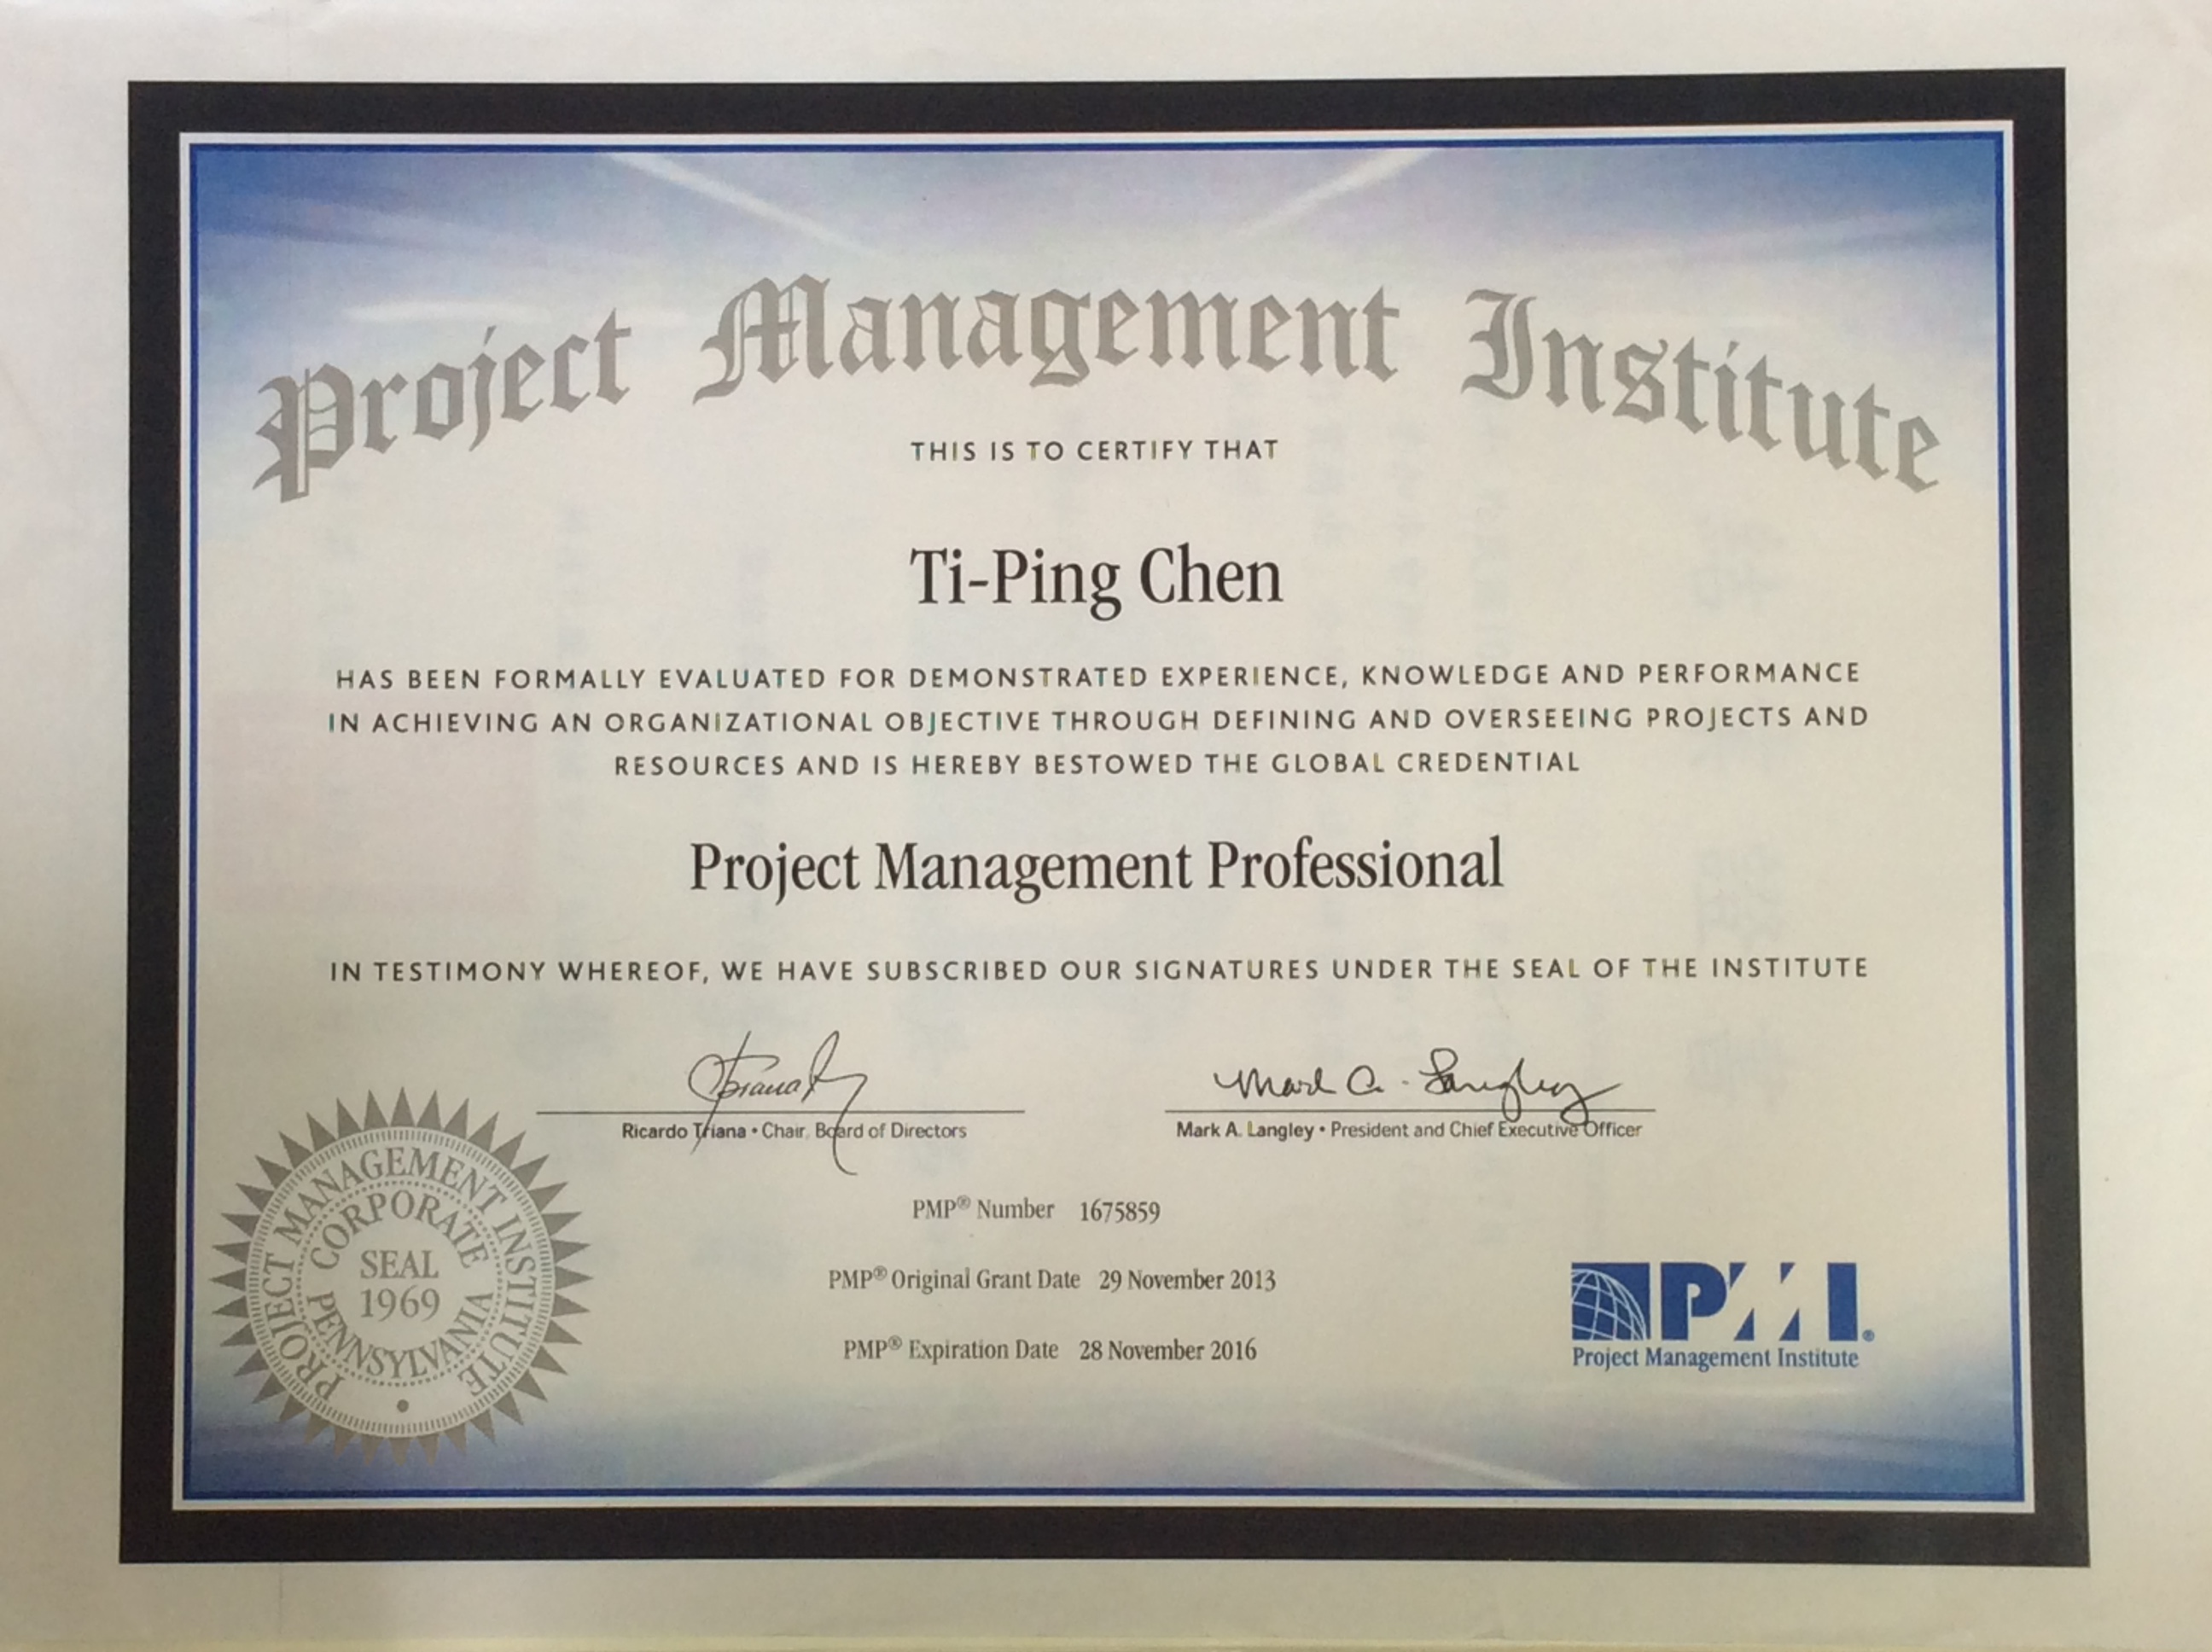 Project Management Institute
THIS IS TO CERTIFY THAT
Ti-Ping Chen
HAS BEEN FORMALLY EVALUATED FOR DEMONSTRATED EXPERIENCE, KNOWLEDGE AND PERFORMANCE
IN ACHIEVING AN ORGANIZATIONAL OBJECTIVE THROUGH DEFINING AND OVERSEEING PROJECTS AND
RESOURCES AND IS HEREBY BESTOWED THE GLOBAL CREDENTIAL
Project Management Professional
IN TESTIMONY WHEREOF, WE HAVE SUBSCRIBED OUR SIGNATURES UNDER THE SEAL OF THE INSTITUTE
Mark A. Langley
Ricardo Triana • Chair, Board of Directors
Mark A. Langley • President and Chief Executive Officer
PROJECT MANAGEMENT INSTITUTE
CORPORATE
SEAL
1969
PENNSYLVANIA
PMP® Number 1675859
PMP® Original Grant Date 29 November 2013
PMP® Expiration Date 28 November 2016
PMI®
Project Management Institute